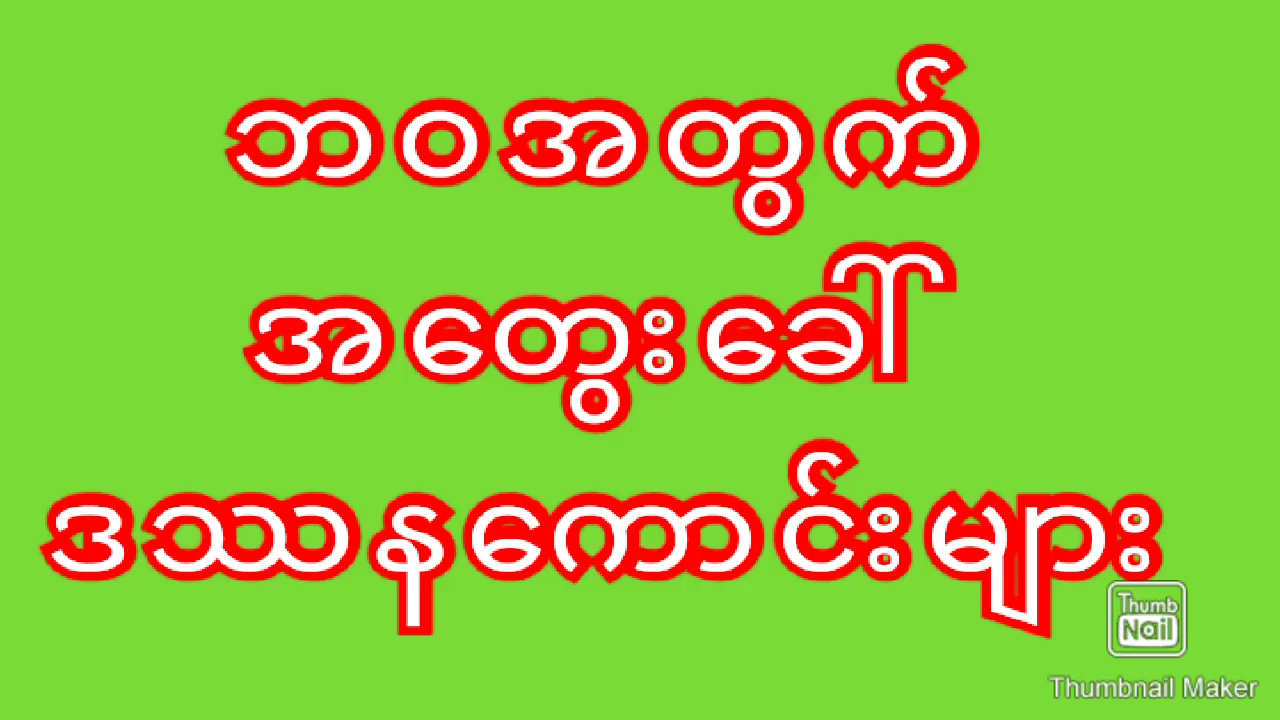 ဘဝအတွက်
အတွေးခေါ်
ဒဿနကောင်းများ
Thumb
Nail
Thumbnail Maker